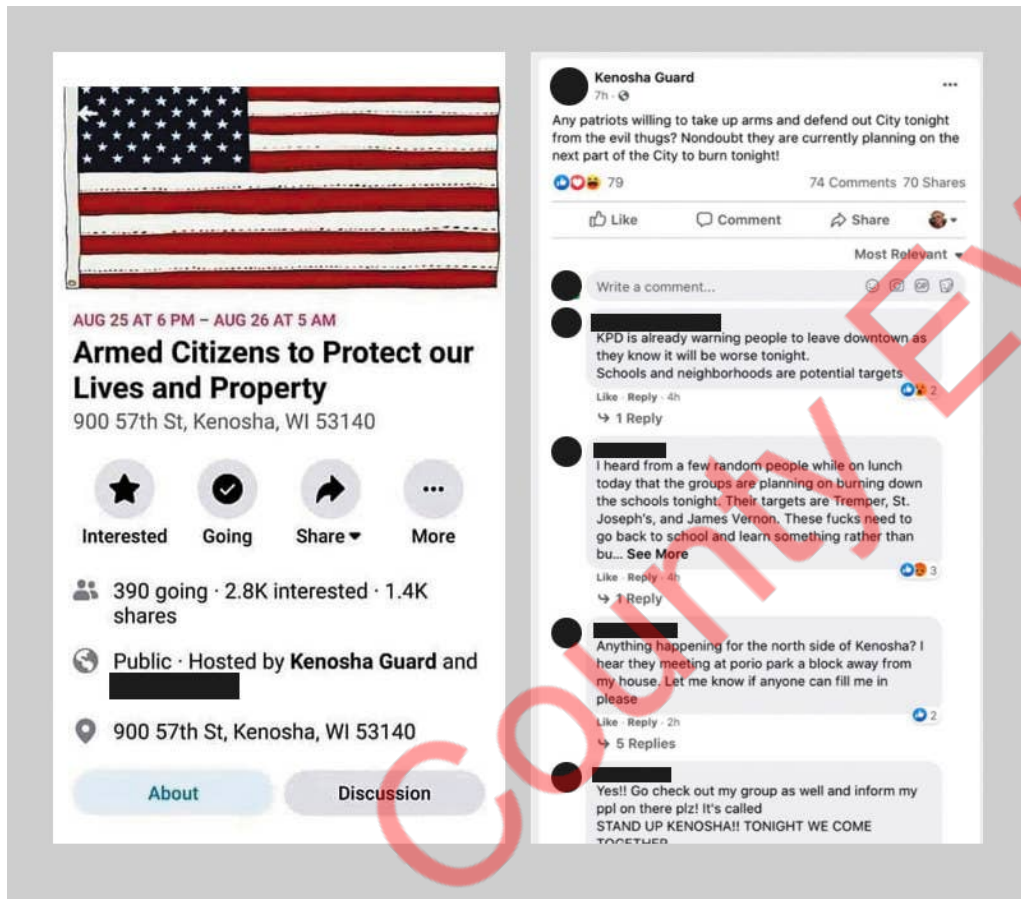 AUG 25 AT 6 PM – AUG 26 AT 5 AM
Armed Citizens to Protect our
Lives and Property
900 57th St, Kenosha, WI 53140
Interested
Going
Share
More
390 going · 2.8K interested · 1.4K
shares
Public · Hosted by Kenosha Guard and
900 57th St, Kenosha, WI 53140
About
Discussion
Kenosha Guard
7h ·
Any patriots willing to take up arms and defend out City tonight
from the evil thugs? Nondoubt they are currently planning on the
next part of the City to burn tonight!
79
74 Comments 70 Shares
Like
Comment
Share
Most Relevant
Write a comment...
GIF
KPD is already warning people to leave downtown as
they know it will be worse tonight.
Schools and neighborhoods are potential targets
2
Like · Reply · 4h
1 Reply
I heard from a few random people while on lunch
today that the groups are planning on burning down
the schools tonight. Their targets are Tremper, St.
Joseph's, and James Vernon. These fucks need to
go back to school and learn something rather than
bu... See More
3
Like · Reply · 4h
1 Reply
Anything happening for the north side of Kenosha? I
hear they meeting at porio park a block away from
my house. Let me know if anyone can fill me in
please
2
Like · Reply · 2h
5 Replies
Yes!! Go check out my group as well and inform my
ppl on there plz! It's called
STAND UP KENOSHA!! TONIGHT WE COME
TOGETHER
County